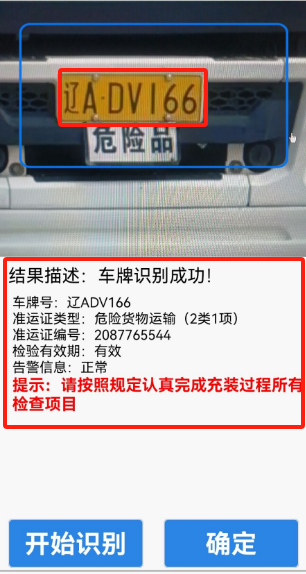 辽A·DV166
危险品
结果描述：车牌识别成功！
车牌号：辽ADV166
准运证类型：危险货物运输（2类1项）
准运证编号：2087765544
检验有效期：有效
告警信息：正常
提示：请按照规定认真完成充装过程所有
检查项目
开始识别
确定